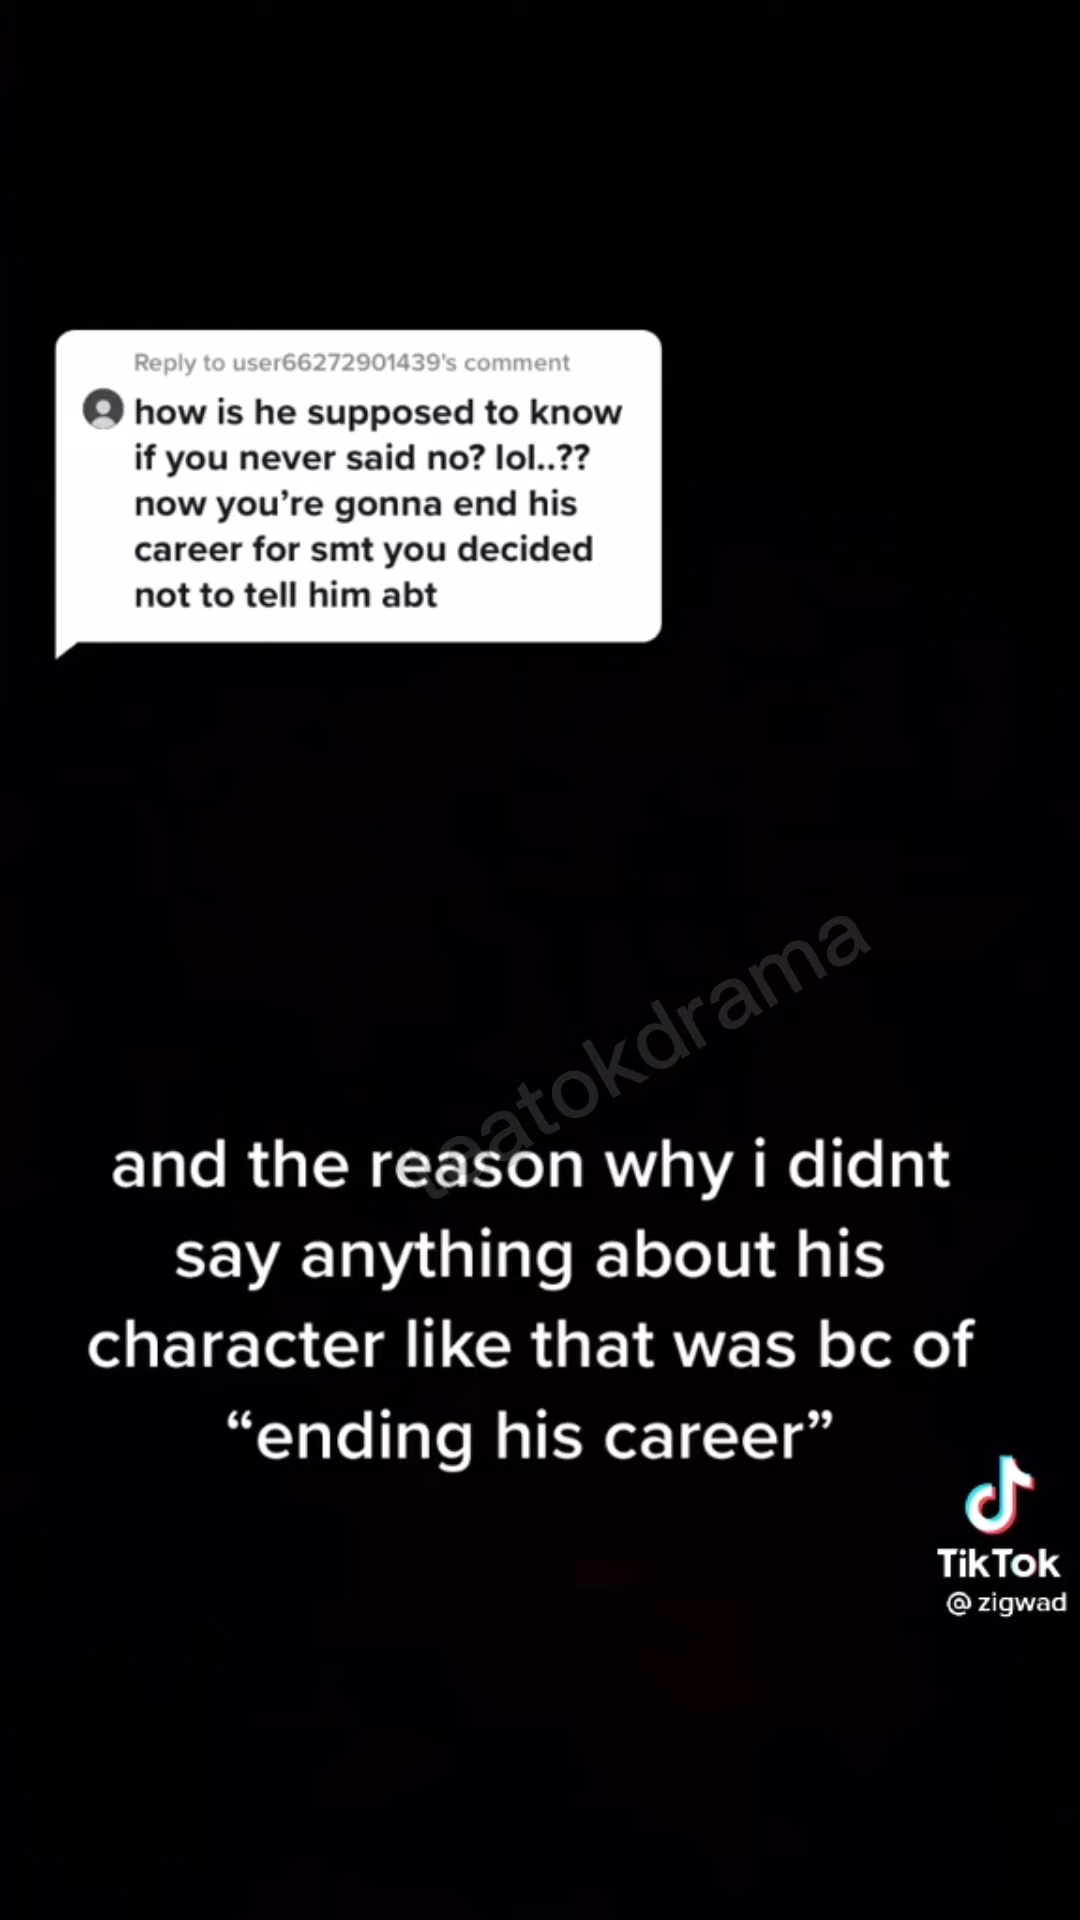 Reply to user66272901439's comment
how is he supposed to know
if you never said no? lol..??
now you’re gonna end his
career for smt you decided
not to tell him abt
teatokdrama
and the reason why i didnt
say anything about his
character like that was bc of
“ending his career”
TikTok
@zigwad